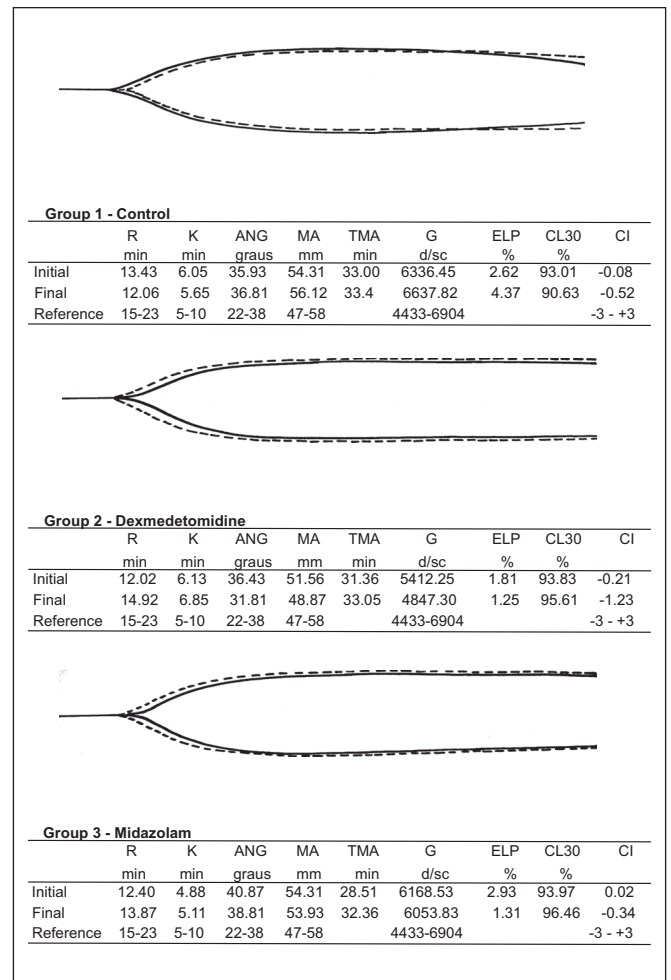 Group 1 - Control
R K ANG MA TMA G ELP CL30 CI
min min graus mm min d/sc % %
Initial 13.43 6.05 35.93 54.31 33.00 6336.45 2.62 93.01 -0.08
Final 12.06 5.65 36.81 56.12 33.4 6637.82 4.37 90.63 -0.52
Reference 15-23 5-10 22-38 47-58 4433-6904 -3 - +3
Group 2 - Dexmedetomidine
R K ANG MA TMA G ELP CL30 CI
min min graus mm min d/sc % %
Initial 12.02 6.13 36.43 51.56 31.36 5412.25 1.81 93.83 -0.21
Final 14.92 6.85 31.81 48.87 33.05 4847.30 1.25 95.61 -1.23
Reference 15-23 5-10 22-38 47-58 4433-6904 -3 - +3
Group 3 - Midazolam
R K ANG MA TMA G ELP CL30 CI
min min graus mm min d/sc % %
Initial 12.40 4.88 40.87 54.31 28.51 6168.53 2.93 93.97 0.02
Final 13.87 5.11 38.81 53.93 32.36 6053.83 1.31 96.46 -0.34
Reference 15-23 5-10 22-38 47-58 4433-6904 -3 - +3